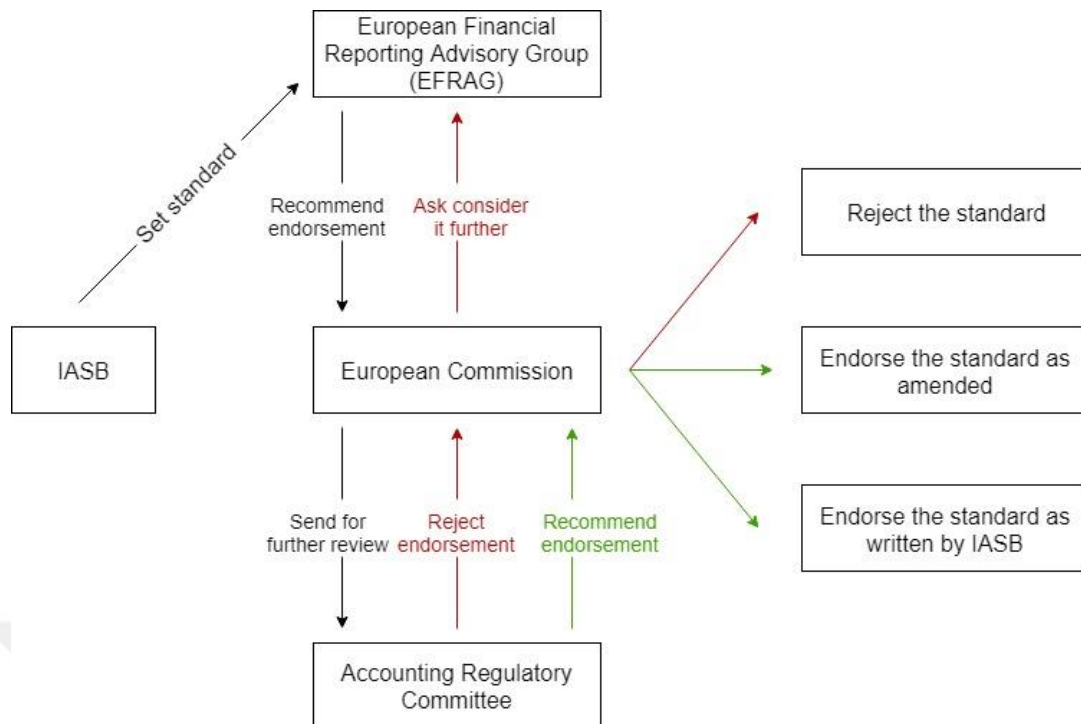 European Financial
Reporting Advisory Group
(EFRAG)
Set standard
Recommend
endorsement
Ask consider
it further
Reject the standard
IASB
European Commission
Endorse the standard as
amended
Send for
further review
Reject
endorsement
Recommend
endorsement
Endorse the standard as
written by IASB
Accounting Regulatory
Committee